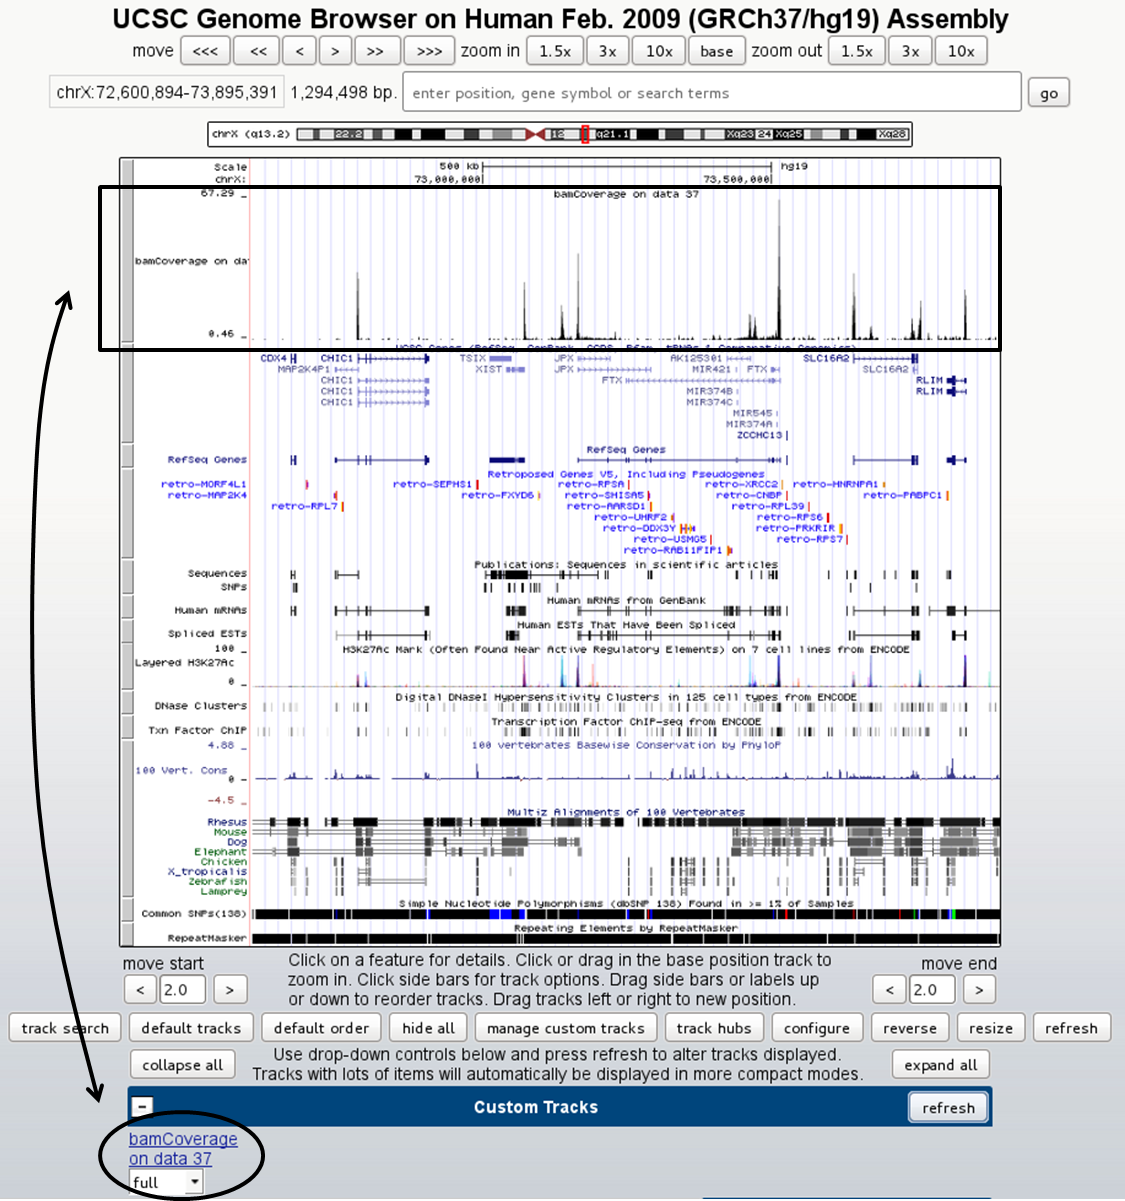 UCSC Genome Browser on Human Feb. 2009 (GRCh37/hg19) Assembly
move <<< << < > >> >>> zoom in 1.5x 3x 10x base zoom out 1.5x 3x 10x
chrX:72,600,894-73,895,391 1,294,498 bp. enter position, gene symbol or search terms go
chrX (q13.2) 22.2 12 q21.1 Xq23 24 Xq25 Xq28
Scale 500 kb hg19
chrX: 73,000,000 73,500,000
67.29 _ bamCoverage on data 37
bamCoverage on da
0.46 _
CDX4 CHIC1 TSIX JPX AK125301 SLC16A2
MAP2K4P1 XIST JPX MIR421 FTX SLC16A2
CHIC1 FTX RLIM
CHIC1 MIR374B RLIM
CHIC1 MIR374C
MIR545
MIR374A
ZCCHC13
RefSeq Genes
RefSeq Genes
Retroposed Genes V5, Including Pseudogenes
retro-MORF4L1 retro-SEPHS1 retro-RPSA retro-XRCC2 retro-HNRNPA1
retro-MAP2K4 retro-FXYD6 retro-SHISA5 retro-CNBP retro-PABPC1
retro-RPL7 retro-AARSD1 retro-RPL39
retro-UHRF2 retro-RPS6
retro-DDX3Y retro-PRKRIR
retro-USMG5 retro-RPS7
retro-RAB11FIP1
Publications: Sequences in scientific articles
Sequences
SNPs
Human mRNAs from GenBank
Human mRNAs
Human ESTs That Have Been Spliced
Spliced ESTs
100 _ H3K27Ac Mark (Often Found Near Active Regulatory Elements) on 7 cell lines from ENCODE
Layered H3K27Ac
0 _
Digital DNaseI Hypersensitivity Clusters in 125 cell types from ENCODE
DNase Clusters
Transcription Factor ChIP-seq from ENCODE
Txn Factor ChIP
4.88 _ 100 vertebrates Basewise Conservation by PhyloP
100 Vert. Cons
0 _
-4.5 _
Multiz Alignments of 100 Vertebrates
Rhesus
Mouse
Dog
Elephant
Chicken
X_tropicalis
Zebrafish
Lamprey
Simple Nucleotide Polymorphisms (dbSNP 138) Found in >= 1% of Samples
Common SNPs(138)
Repeating Elements by RepeatMasker
RepeatMasker
move start Click on a feature for details. Click or drag in the base position track to move end
< 2.0 > zoom in. Click side bars for track options. Drag side bars or labels up < 2.0 >
or down to reorder tracks. Drag tracks left or right to new position.
track search default tracks default order hide all manage custom tracks track hubs configure reverse resize refresh
collapse all Use drop-down controls below and press refresh to alter tracks displayed. expand all
Tracks with lots of items will automatically be displayed in more compact modes.
- Custom Tracks refresh
bamCoverage
on data 37
full